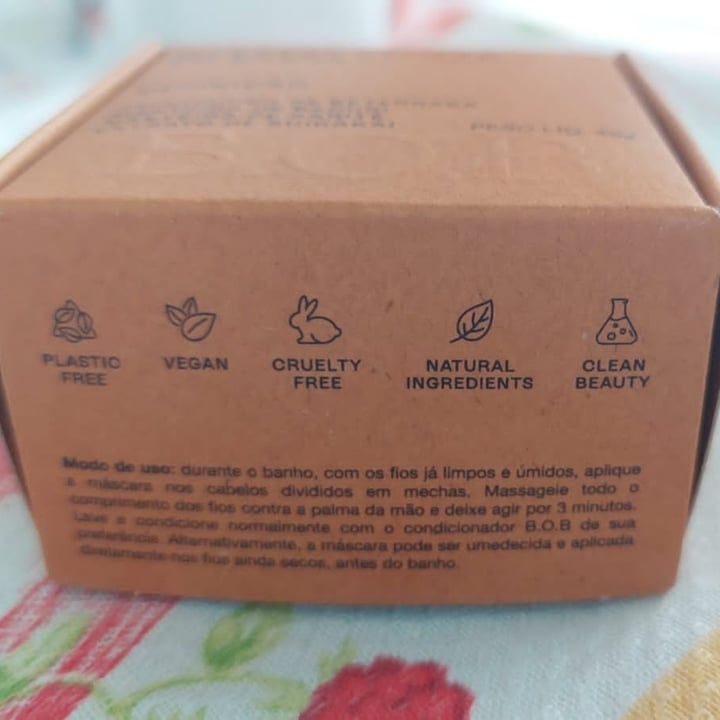 PESO LÍQ.
PLASTIC
FREE
VEGAN
CRUELTY
FREE
NATURAL
INGREDIENTS
CLEAN
BEAUTY
Modo de uso: durante o banho, com os fios já limpos e úmidos, aplique
a máscara nos cabelos divididos em mechas. Massageie todo o
comprimento dos fios contra a palma da mão e deixe agir por 3 minutos.
Lave e condicione normalmente com o condicionador B.O.B de sua
preferência. Alternativamente, a máscara pode ser umedecida e aplicada
diretamente nos fios ainda secos, antes do banho.